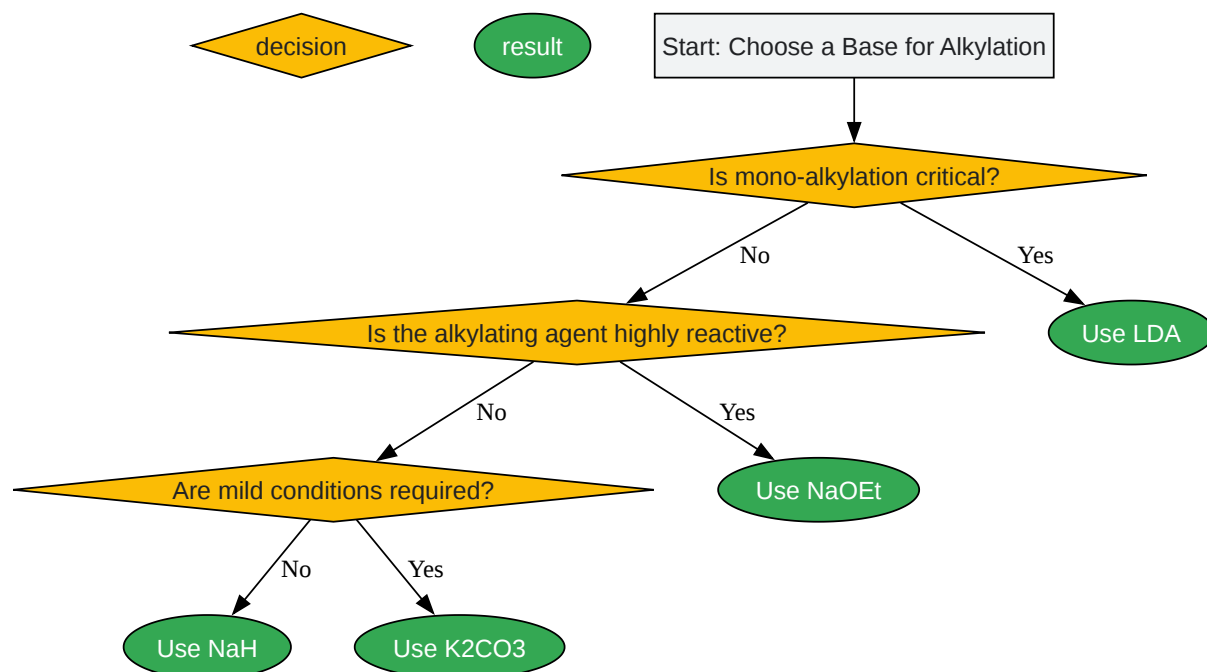 decision
result
Start: Choose a Base for Alkylation
Is mono-alkylation critical?
No
Yes
Is the alkylating agent highly reactive?
Use LDA
No
Yes
Are mild conditions required?
Use NaOEt
No
Yes
Use NaH
Use K2CO3